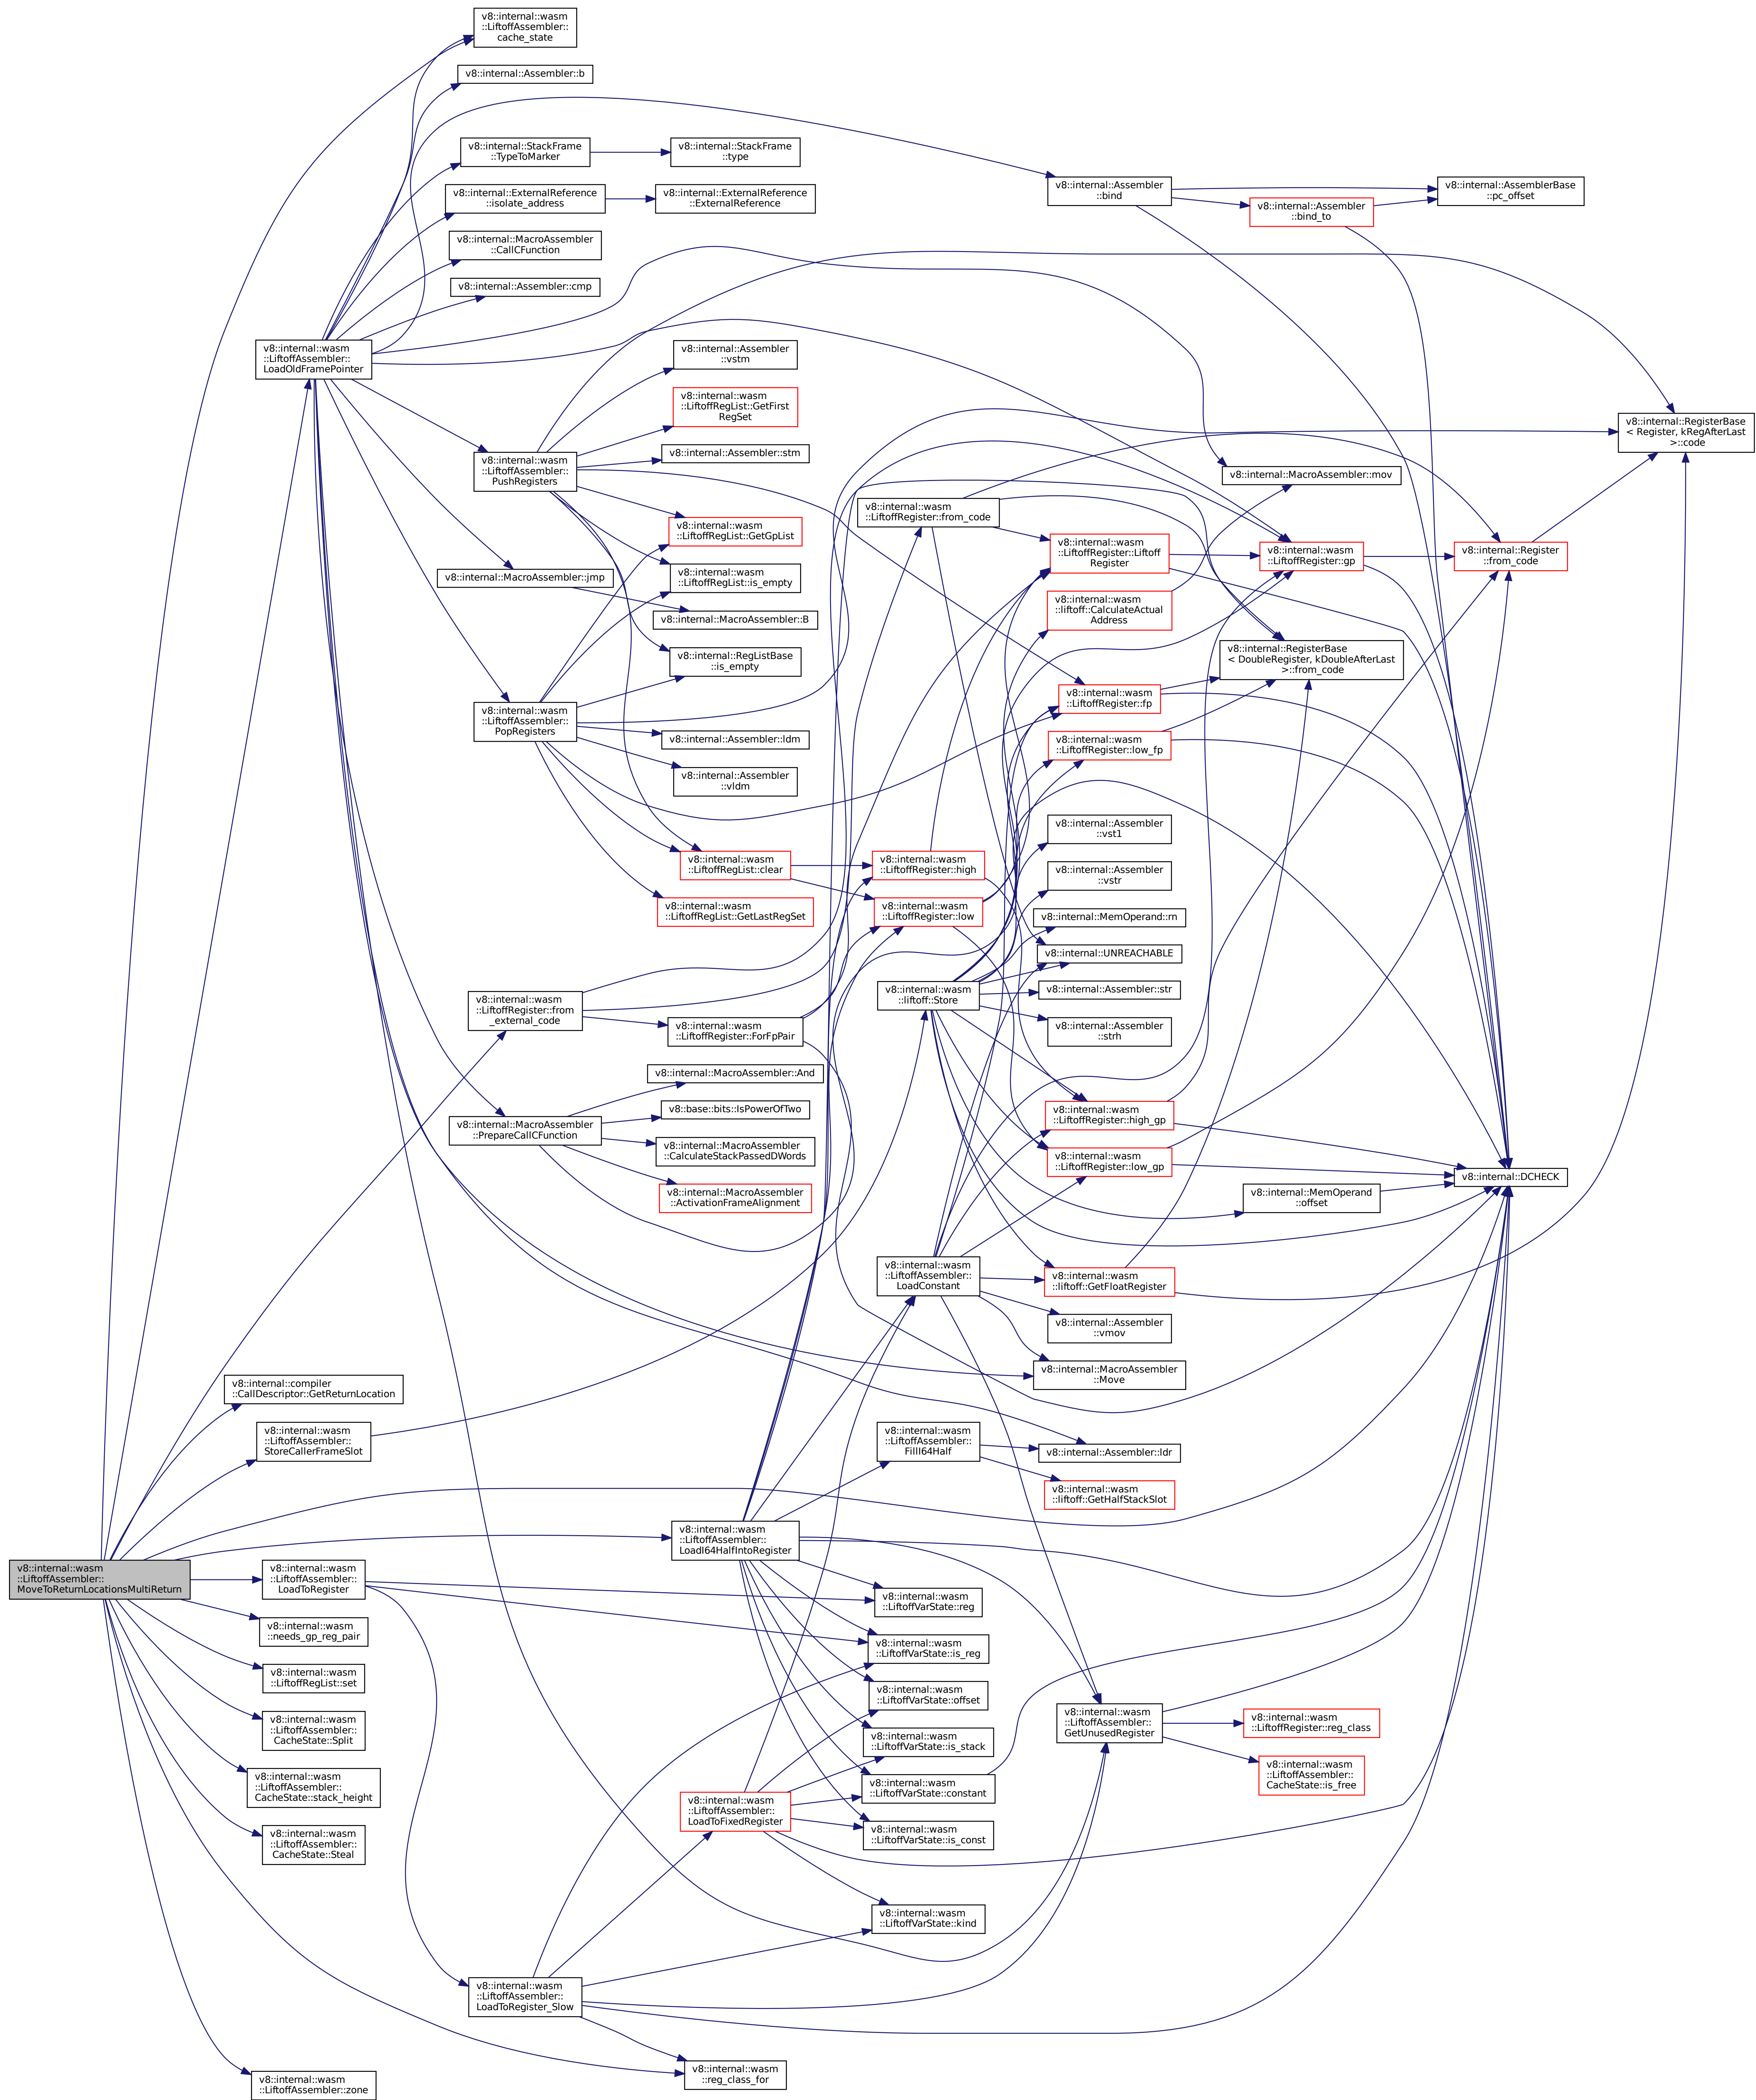 v8::internal::wasm
::LiftoffAssembler::
cache_state
v8::internal::Assembler::b
v8::internal::StackFrame
::TypeToMarker
v8::internal::StackFrame
::type
v8::internal::ExternalReference
::isolate_address
v8::internal::ExternalReference
::ExternalReference
v8::internal::Assembler
::bind
v8::internal::AssemblerBase
::pc_offset
v8::internal::Assembler
::bind_to
v8::internal::MacroAssembler
::CallCFunction
v8::internal::Assembler::cmp
v8::internal::wasm
::LiftoffAssembler::
LoadOldFramePointer
v8::internal::Assembler
::vstm
v8::internal::wasm
::LiftoffRegList::GetFirst
RegSet
v8::internal::RegisterBase
< Register, kRegAfterLast
>::code
v8::internal::Assembler::stm
v8::internal::wasm
::LiftoffAssembler::
PushRegisters
v8::internal::MacroAssembler::mov
v8::internal::wasm
::LiftoffRegister::from_code
v8::internal::wasm
::LiftoffRegList::GetGpList
v8::internal::wasm
::LiftoffRegister::Liftoff
Register
v8::internal::wasm
::LiftoffRegister::gp
v8::internal::Register
::from_code
v8::internal::MacroAssembler::jmp
v8::internal::wasm
::LiftoffRegList::is_empty
v8::internal::wasm
::liftoff::CalculateActual
Address
v8::internal::MacroAssembler::B
v8::internal::RegListBase
::is_empty
v8::internal::RegisterBase
< DoubleRegister, kDoubleAfterLast
>::from_code
v8::internal::wasm
::LiftoffRegister::fp
v8::internal::wasm
::LiftoffAssembler::
PopRegisters
v8::internal::Assembler::ldm
v8::internal::wasm
::LiftoffRegister::low_fp
v8::internal::Assembler
::vldm
v8::internal::Assembler
::vst1
v8::internal::wasm
::LiftoffRegList::clear
v8::internal::wasm
::LiftoffRegister::high
v8::internal::Assembler
::vstr
v8::internal::wasm
::LiftoffRegList::GetLastRegSet
v8::internal::wasm
::LiftoffRegister::low
v8::internal::MemOperand::rn
v8::internal::UNREACHABLE
v8::internal::wasm
::liftoff::Store
v8::internal::Assembler::str
v8::internal::wasm
::LiftoffRegister::from
_external_code
v8::internal::wasm
::LiftoffRegister::ForFpPair
v8::internal::Assembler
::strh
v8::internal::MacroAssembler::And
v8::base::bits::IsPowerOfTwo
v8::internal::wasm
::LiftoffRegister::high_gp
v8::internal::MacroAssembler
::PrepareCallCFunction
v8::internal::MacroAssembler
::CalculateStackPassedDWords
v8::internal::wasm
::LiftoffRegister::low_gp
v8::internal::DCHECK
v8::internal::MacroAssembler
::ActivationFrameAlignment
v8::internal::MemOperand
::offset
v8::internal::wasm
::LiftoffAssembler::
LoadConstant
v8::internal::wasm
::liftoff::GetFloatRegister
v8::internal::Assembler
::vmov
v8::internal::MacroAssembler
::Move
v8::internal::compiler
::CallDescriptor::GetReturnLocation
v8::internal::wasm
::LiftoffAssembler::
StoreCallerFrameSlot
v8::internal::wasm
::LiftoffAssembler::
FillI64Half
v8::internal::Assembler::ldr
v8::internal::wasm
::liftoff::GetHalfStackSlot
v8::internal::wasm
::LiftoffAssembler::
LoadI64HalfIntoRegister
v8::internal::wasm
::LiftoffAssembler::
MoveToReturnLocationsMultiReturn
v8::internal::wasm
::LiftoffAssembler::
LoadToRegister
v8::internal::wasm
::LiftoffVarState::reg
v8::internal::wasm
::needs_gp_reg_pair
v8::internal::wasm
::LiftoffVarState::is_reg
v8::internal::wasm
::LiftoffRegList::set
v8::internal::wasm
::LiftoffVarState::offset
v8::internal::wasm
::LiftoffAssembler::
CacheState::Split
v8::internal::wasm
::LiftoffAssembler::
GetUnusedRegister
v8::internal::wasm
::LiftoffRegister::reg_class
v8::internal::wasm
::LiftoffVarState::is_stack
v8::internal::wasm
::LiftoffAssembler::
CacheState::is_free
v8::internal::wasm
::LiftoffAssembler::
CacheState::stack_height
v8::internal::wasm
::LiftoffVarState::constant
v8::internal::wasm
::LiftoffAssembler::
LoadToFixedRegister
v8::internal::wasm
::LiftoffVarState::is_const
v8::internal::wasm
::LiftoffAssembler::
CacheState::Steal
v8::internal::wasm
::LiftoffVarState::kind
v8::internal::wasm
::LiftoffAssembler::
LoadToRegister_Slow
v8::internal::wasm
::reg_class_for
v8::internal::wasm
::LiftoffAssembler::zone